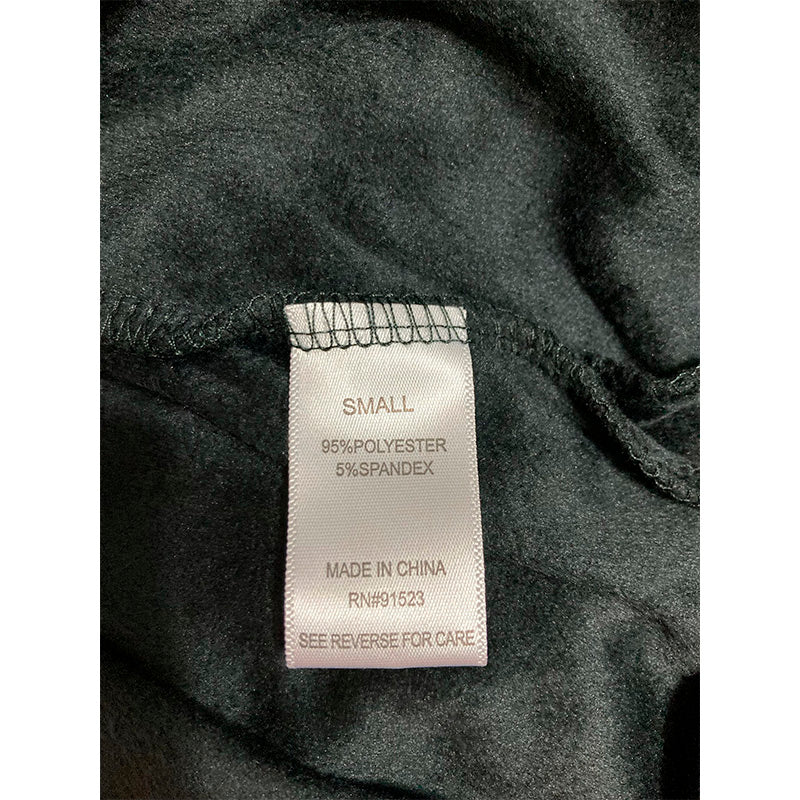 SMALL
95%POLYESTER
5%SPANDEX
MADE IN CHINA
RN#91523
SEE REVERSE FOR CARE